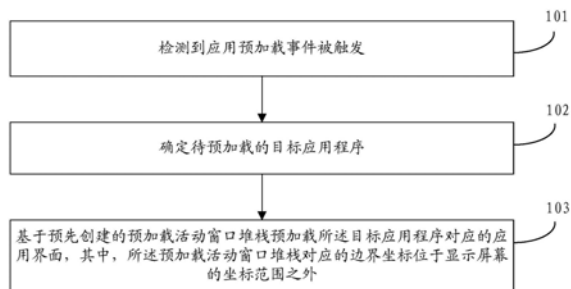 101
检测到应用预加载事件被触发
102
确定待预加载的目标应用程序
103
基于预先创建的预加载活动窗口堆栈预加载所述目标应用程序对应的应
用界面，其中，所述预加载活动窗口堆栈对应的边界坐标位于显示屏幕
的坐标范围之外